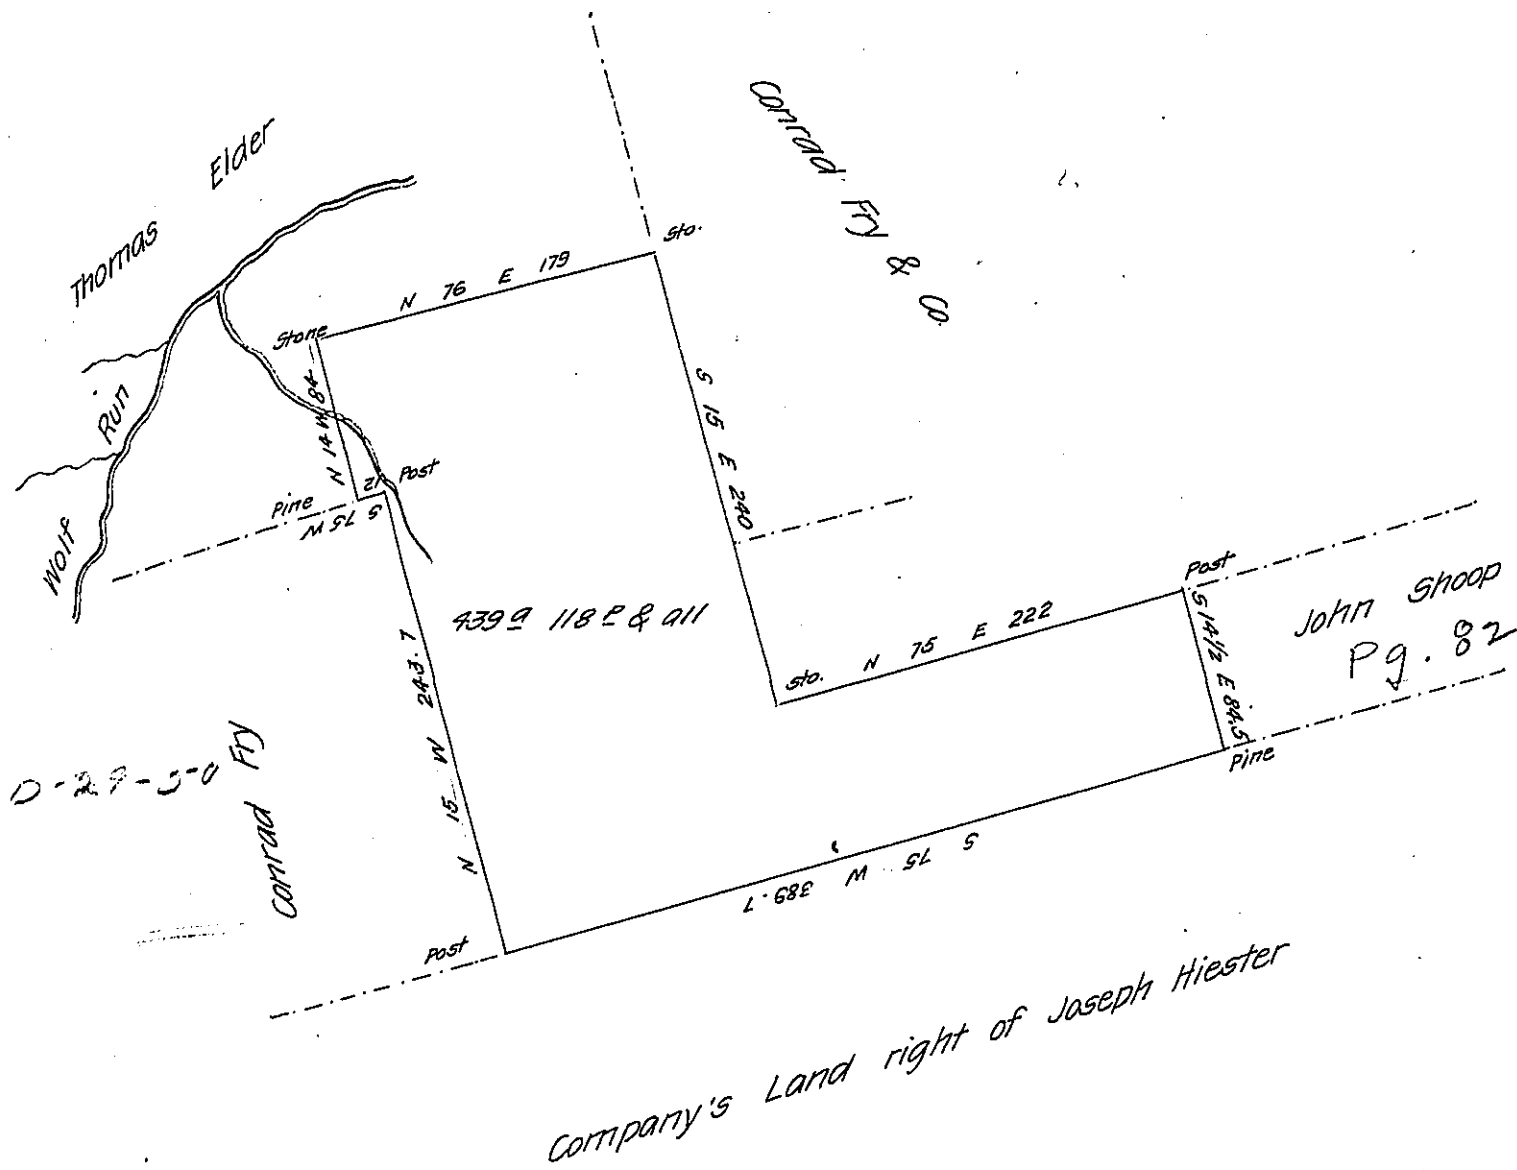 Thomas Elder
Conrad Fry & Co.
Sto.
N 76 E 179
Stone
N 14 W 84
Wolf Run
Post
Pine
S 75 W 12
S 15 E 240
Post
S 14 1/2 E 84.5
John Shoop
Pg. 82
439 a 118 p & all
Sto.
N 75 E 222
N 15 W 243.7
Conrad Fry
Pine
S 75 W 389.7
Post
Company's Land right of Joseph Hiester